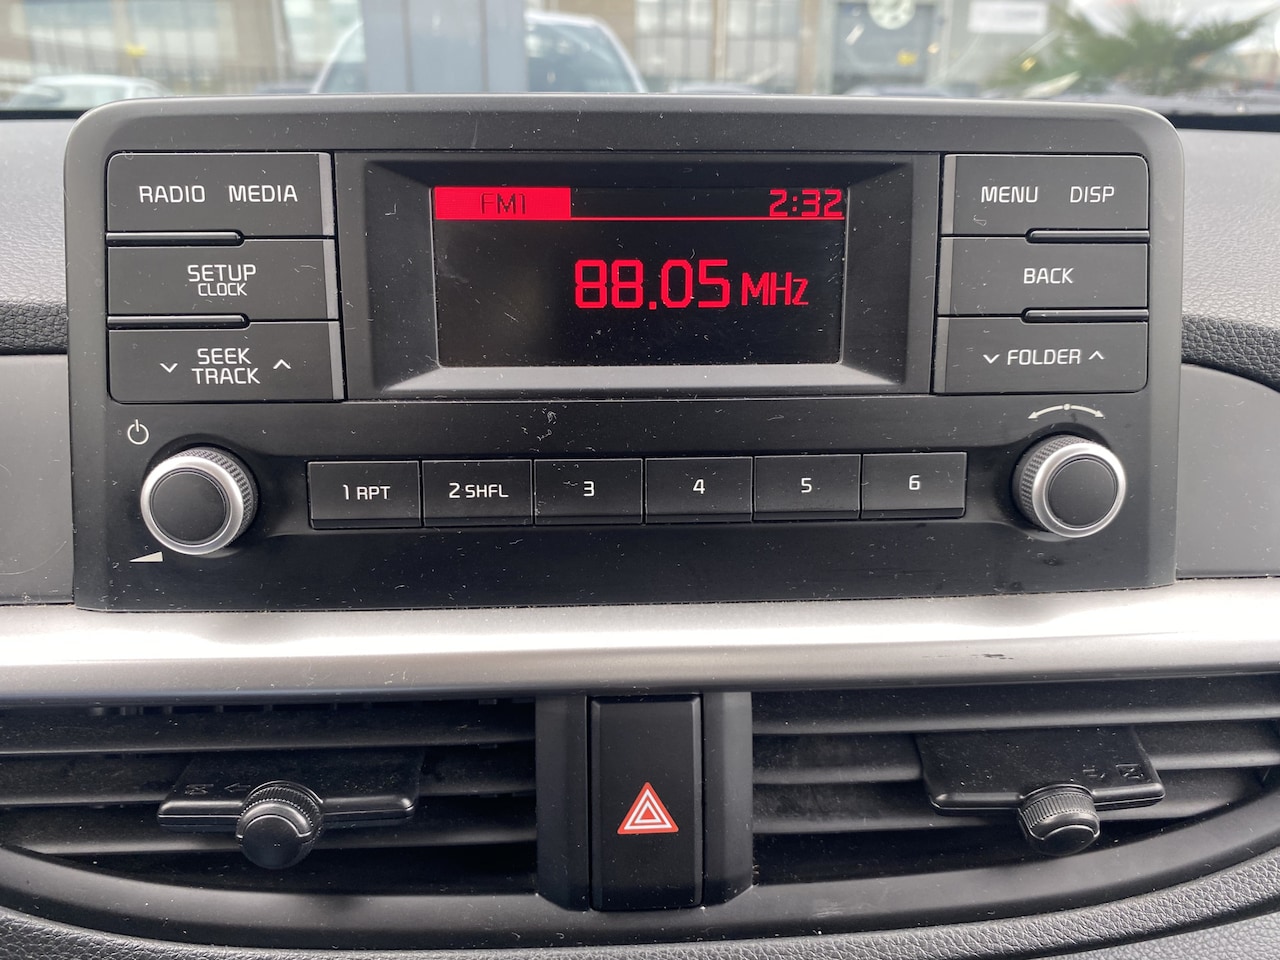 RADIO MEDIA
FM1
2:32
MENU DISP
SETUP
CLOCK
88.05 MHz
BACK
SEEK
TRACK
FOLDER
1 RPT
2 SHFL
3
4
5
6